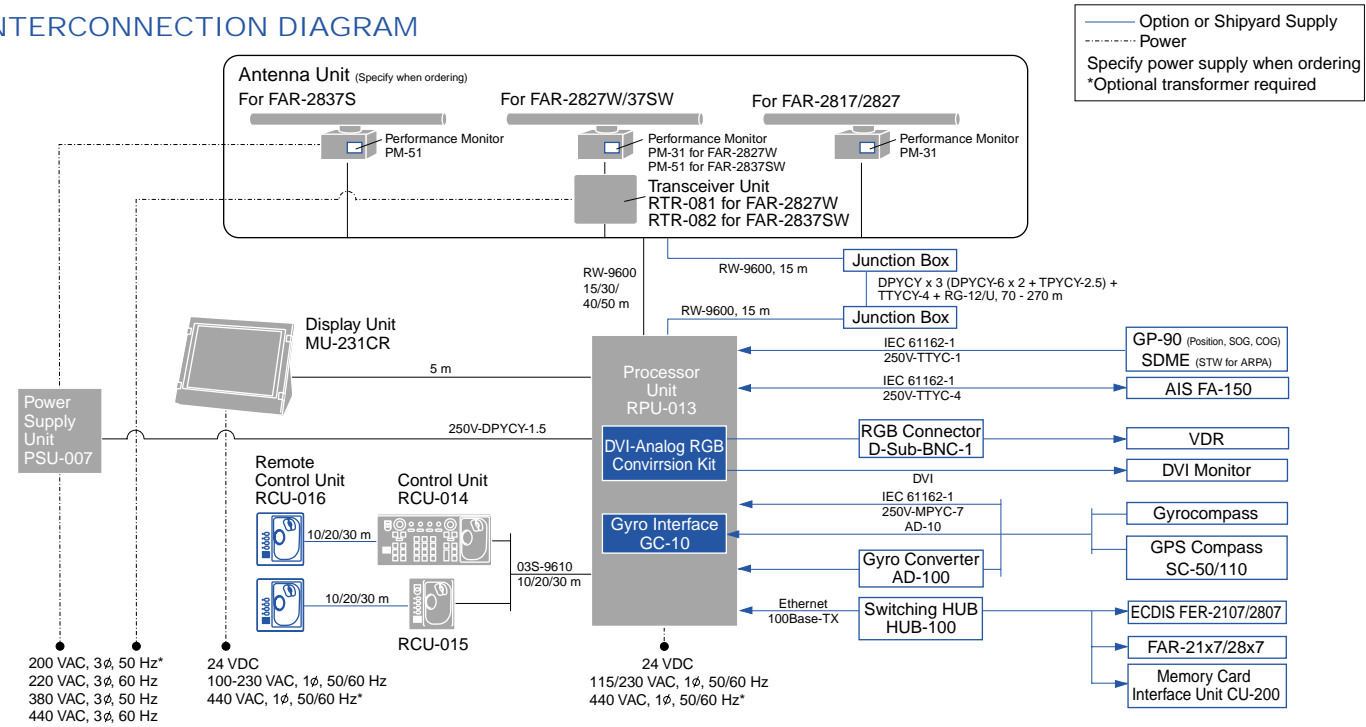 NTERCONNECTION DIAGRAM
Option or Shipyard Supply
Power
Specify power supply when ordering
*Optional transformer required
Antenna Unit (Specify when ordering)
For FAR-2837S
For FAR-2827W/37SW
For FAR-2817/2827
Performance Monitor
PM-51
Performance Monitor
PM-31 for FAR-2827W
PM-51 for FAR-2837SW
Performance Monitor
PM-31
Transceiver Unit
RTR-081 for FAR-2827W
RTR-082 for FAR-2837SW
RW-9600
15/30/
40/50 m
RW-9600, 15 m
Junction Box
DPYCY x 3 (DPYCY-6 x 2 + TPYCY-2.5) +
TTYCY-4 + RG-12/U, 70 - 270 m
RW-9600, 15 m
Junction Box
Display Unit
MU-231CR
5 m
Processor
Unit
RPU-013
IEC 61162-1
250V-TTYC-1
GP-90 (Position, SOG, COG)
SDME (STW for ARPA)
IEC 61162-1
250V-TTYC-4
AIS FA-150
Power
Supply
Unit
PSU-007
250V-DPYCY-1.5
DVI-Analog RGB
Convirrsion Kit
RGB Connector
D-Sub-BNC-1
VDR
DVI
DVI Monitor
Remote
Control Unit
RCU-016
Control Unit
RCU-014
10/20/30 m
03S-9610
10/20/30 m
10/20/30 m
RCU-015
Gyro Interface
GC-10
IEC 61162-1
250V-MPYC-7
AD-10
Gyrocompass
GPS Compass
SC-50/110
Gyro Converter
AD-100
Ethernet
100Base-TX
Switching HUB
HUB-100
ECDIS FER-2107/2807
FAR-21x7/28x7
Memory Card
Interface Unit CU-200
200 VAC, 3ø, 50 Hz*
220 VAC, 3ø, 60 Hz
380 VAC, 3ø, 50 Hz
440 VAC, 3ø, 60 Hz
24 VDC
100-230 VAC, 1ø, 50/60 Hz
440 VAC, 1ø, 50/60 Hz*
24 VDC
115/230 VAC, 1ø, 50/60 Hz
440 VAC, 1ø, 50/60 Hz*